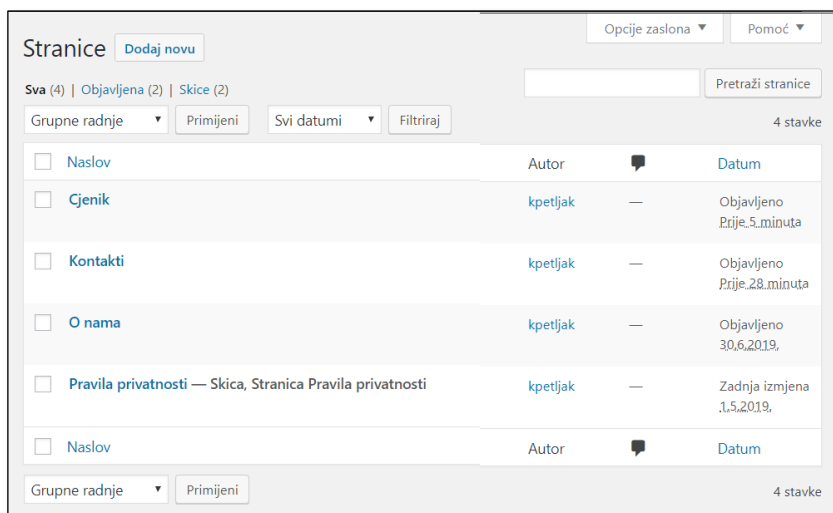 Opcije zaslona ▼ Pomoć ▼
Stranice Dodaj novu
Sva (4) | Objavljena (2) | Skice (2) Pretraži stranice
Grupne radnje ▼ Primijeni Svi datumi ▼ Filtriraj 4 stavke
Naslov Autor Datum
Cjenik kpetljak — Objavljeno
Prije 5 minuta
Kontakti kpetljak — Objavljeno
Prije 28 minuta
O nama kpetljak — Objavljeno
30.6.2019.
Pravila privatnosti — Skica, Stranica Pravila privatnosti kpetljak — Zadnja izmjena
1.5.2019.
Naslov Autor Datum
Grupne radnje ▼ Primijeni 4 stavke